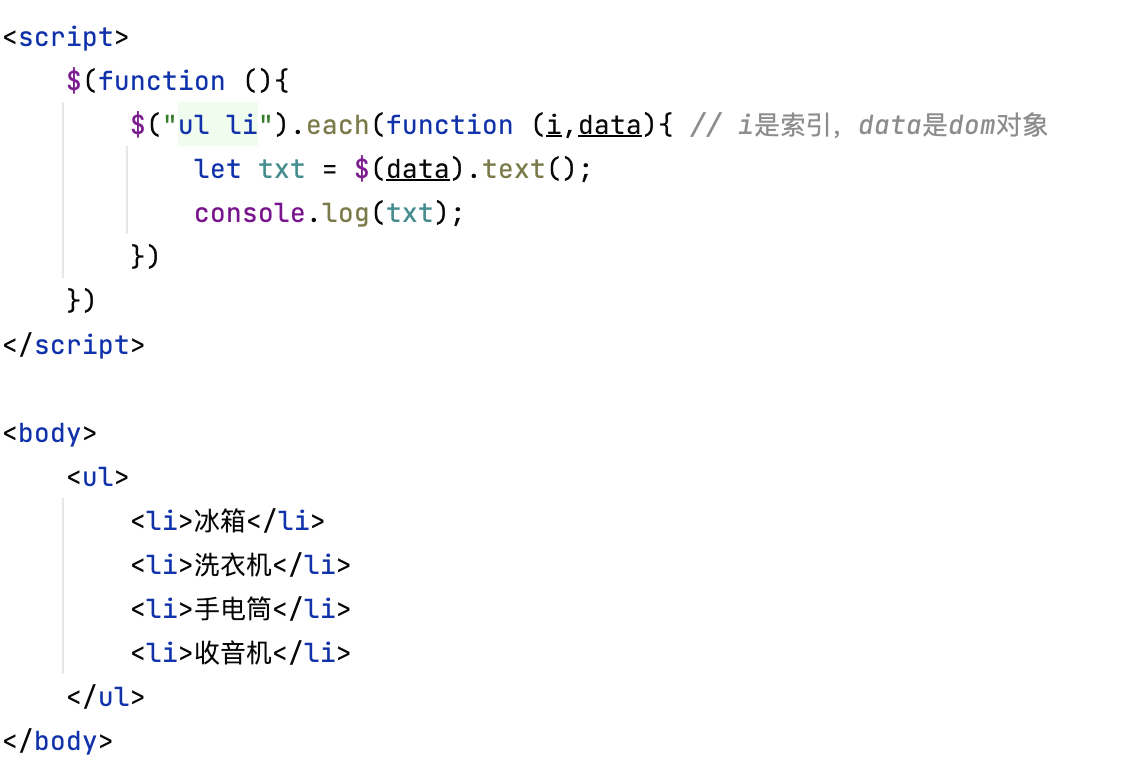 <script>
    $(function (){
        $("ul li").each(function (i,data){ // i是索引，data是dom对象
            let txt = $(data).text();
            console.log(txt);
        })
    })
</script>

<body>
    <ul>
        <li>冰箱</li>
        <li>洗衣机</li>
        <li>手电筒</li>
        <li>收音机</li>
    </ul>
</body>